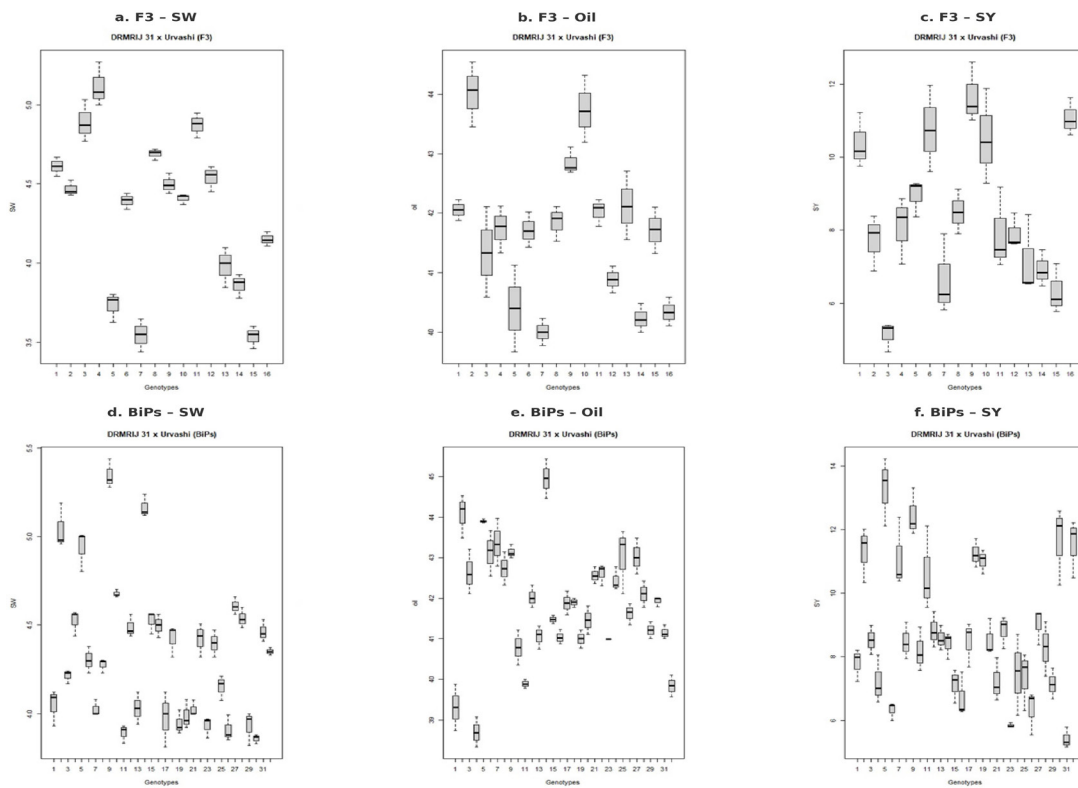 a. F3 – SW
DRMRIJ 31 x Urvashi (F3)
SW
5.0
4.5
4.0
3.5
1 2 3 4 5 6 7 8 9 10 11 12 13 14 15 16
Genotypes
b. F3 – Oil
DRMRIJ 31 x Urvashi (F3)
oil
44
43
42
41
40
1 2 3 4 5 6 7 8 9 10 11 12 13 14 15 16
Genotypes
c. F3 – SY
DRMRIJ 31 x Urvashi (F3)
SY
12
10
8
6
1 2 3 4 5 6 7 8 9 10 11 12 13 14 15 16
Genotypes
d. BiPs – SW
DRMRIJ 31 x Urvashi (BiPs)
SW
5.5
5.0
4.5
4.0
1 3 5 7 9 11 13 15 17 19 21 23 25 27 29 31
Genotypes
e. BiPs – Oil
DRMRIJ 31 x Urvashi (BiPs)
oil
45
44
43
42
41
40
39
1 3 5 7 9 11 13 15 17 19 21 23 25 27 29 31
Genotypes
f. BiPs – SY
DRMRIJ 31 x Urvashi (BiPs)
SY
14
12
10
8
6
1 3 5 7 9 11 13 15 17 19 21 23 25 27 29 31
Genotypes